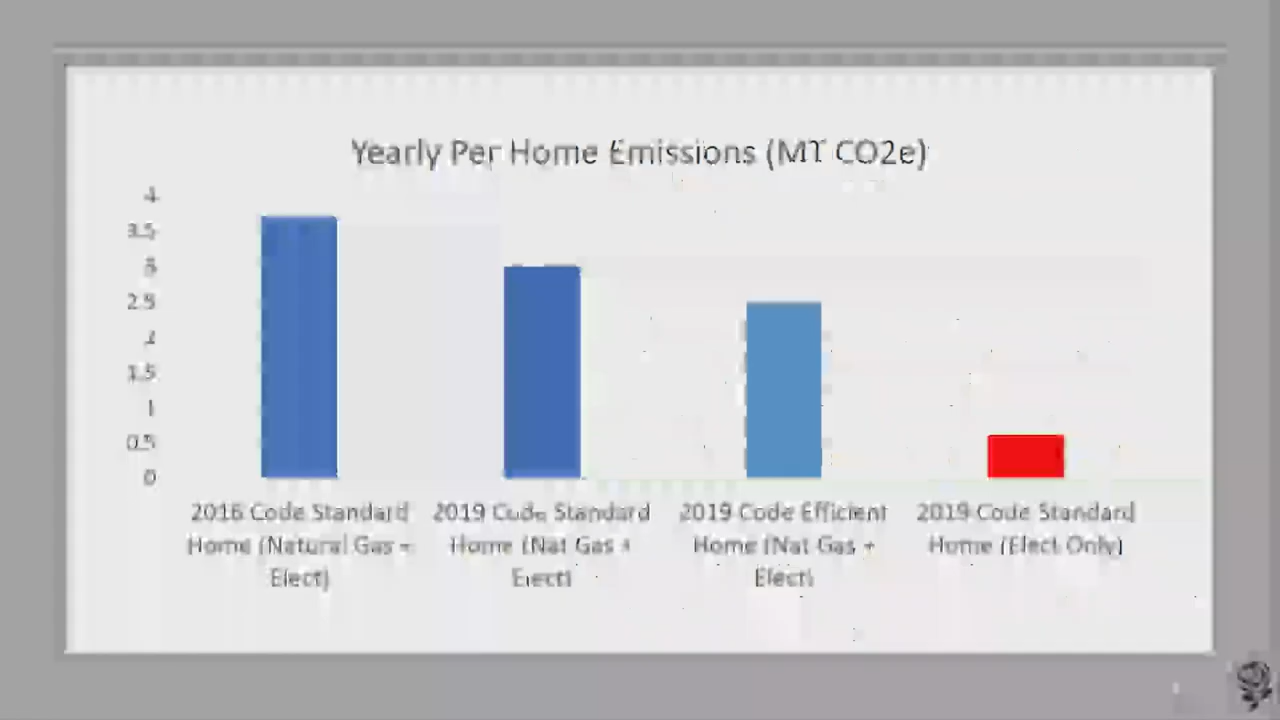 Yearly Per Home Emissions (MT CO2e)
4
3.5
3
2.5
2
1.5
1
0.5
0
2016 Code Standard
Home (Natural Gas +
Elect)
2019 Code Standard
Home (Nat Gas +
Elect)
2019 Code Efficient
Home (Nat Gas +
Elect)
2019 Code Standard
Home (Elect Only)